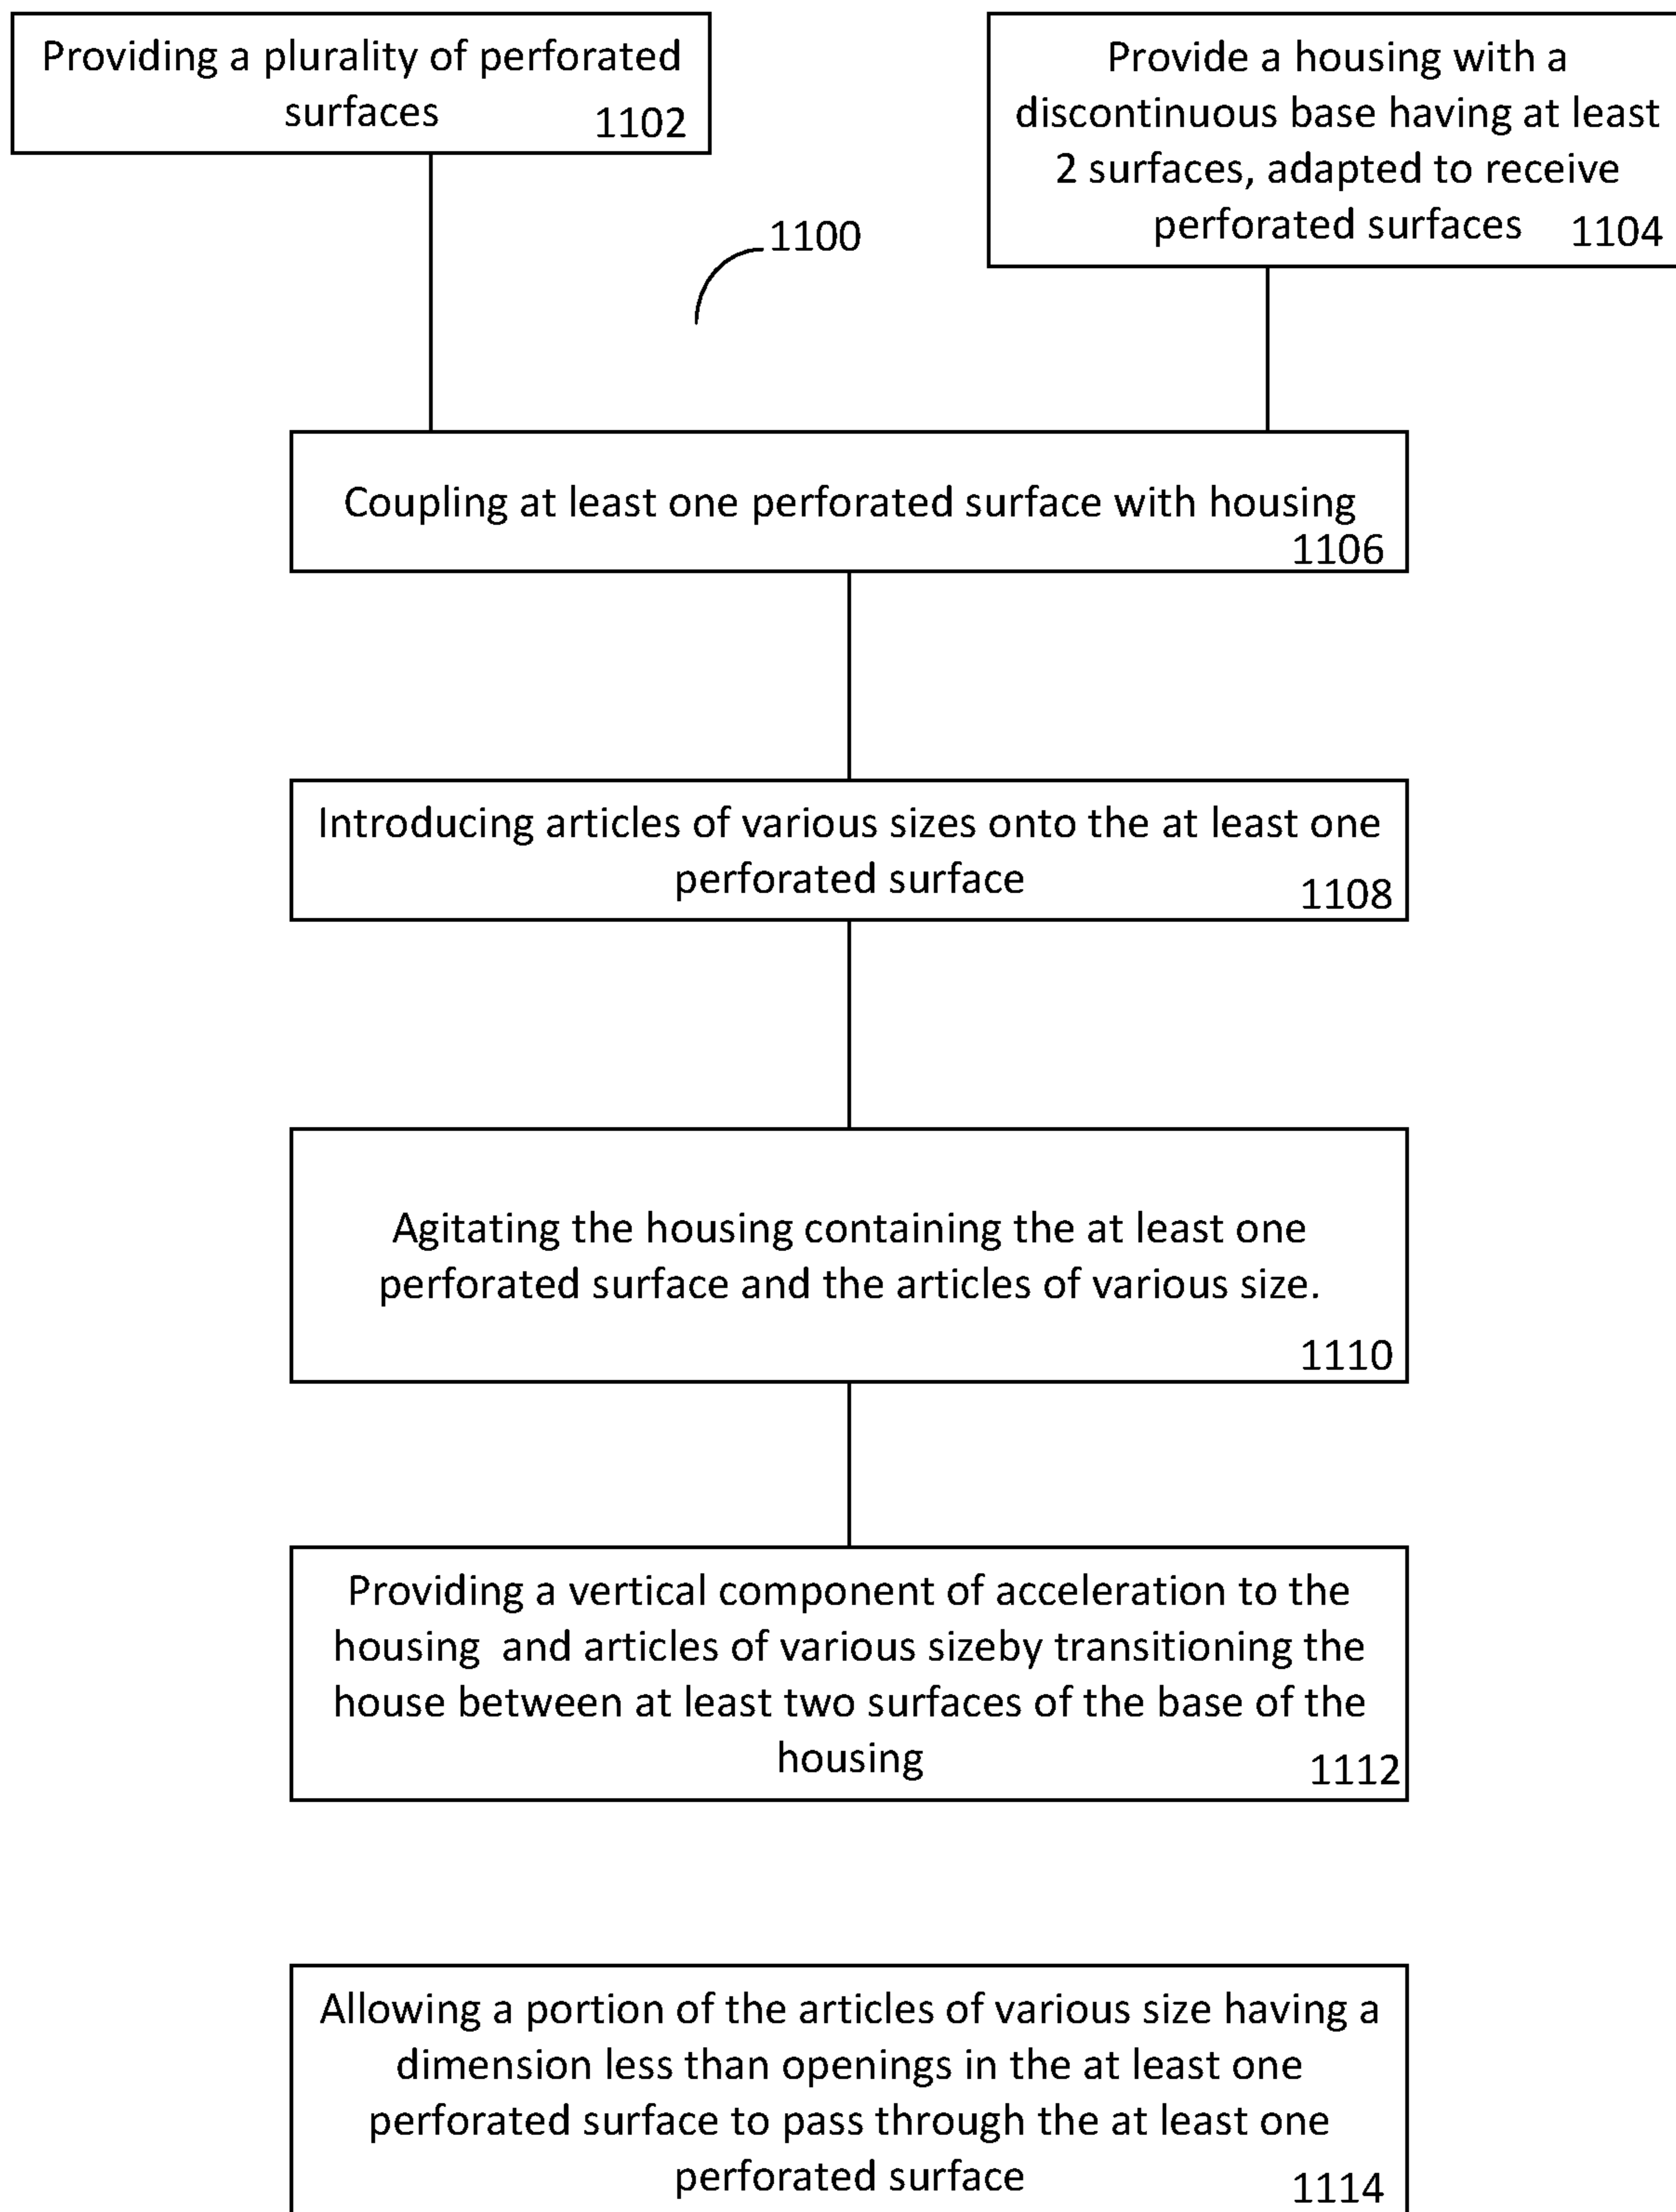 Providing a plurality of perforated
surfaces 1102
Provide a housing with a
discontinuous base having at least
2 surfaces, adapted to receive
perforated surfaces 1104
1100
Coupling at least one perforated surface with housing
1106
Introducing articles of various sizes onto the at least one
perforated surface 1108
Agitating the housing containing the at least one
perforated surface and the articles of various size.
1110
Providing a vertical component of acceleration to the
housing and articles of various sizeby transitioning the
house between at least two surfaces of the base of the
housing 1112
Allowing a portion of the articles of various size having a
dimension less than openings in the at least one
perforated surface to pass through the at least one
perforated surface 1114